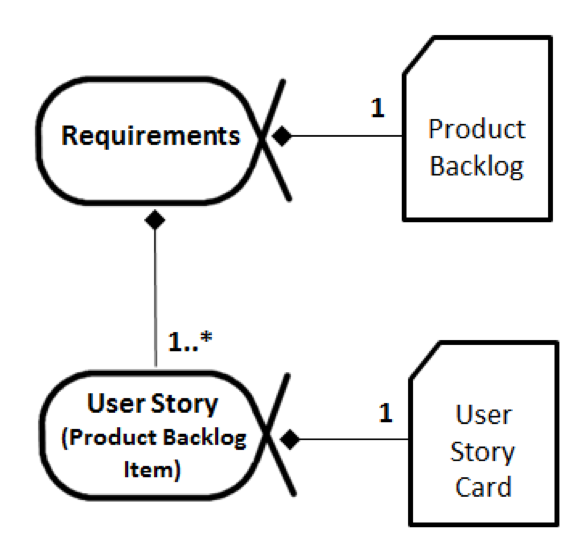 Requirements
1
Product
Backlog
1..*
User Story
(Product Backlog
Item)
1
User
Story
Card